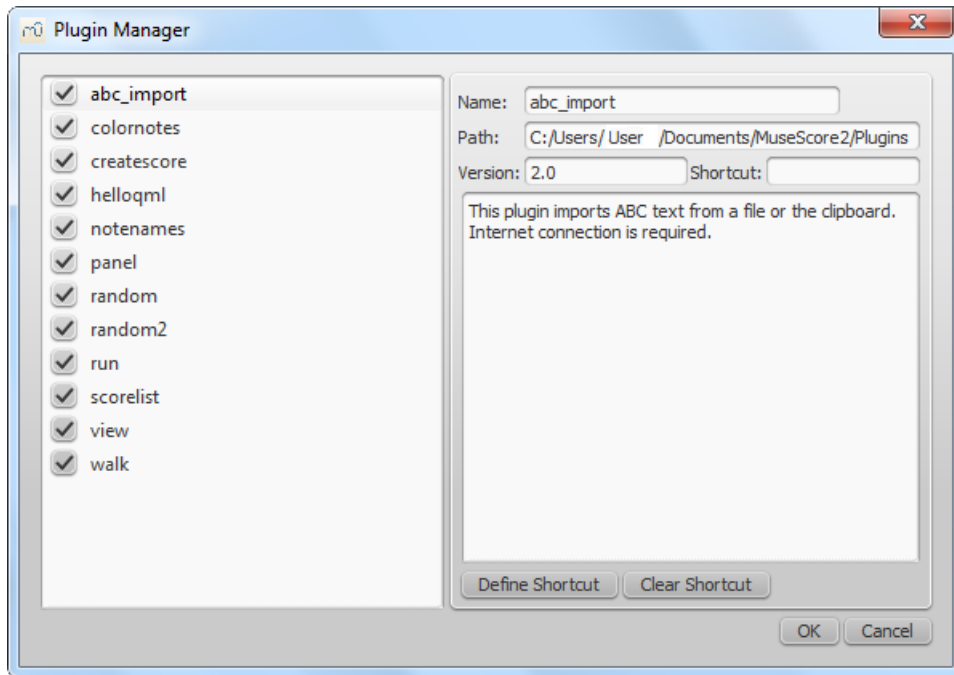 Plugin Manager
abc_import
colornotes
createscore
helloqml
notenames
panel
random
random2
run
scorelist
view
walk
Name: abc_import
Path: C:/Users/ User /Documents/MuseScore2/Plugins
Version: 2.0 Shortcut:
This plugin imports ABC text from a file or the clipboard.
Internet connection is required.
Define Shortcut Clear Shortcut
OK Cancel